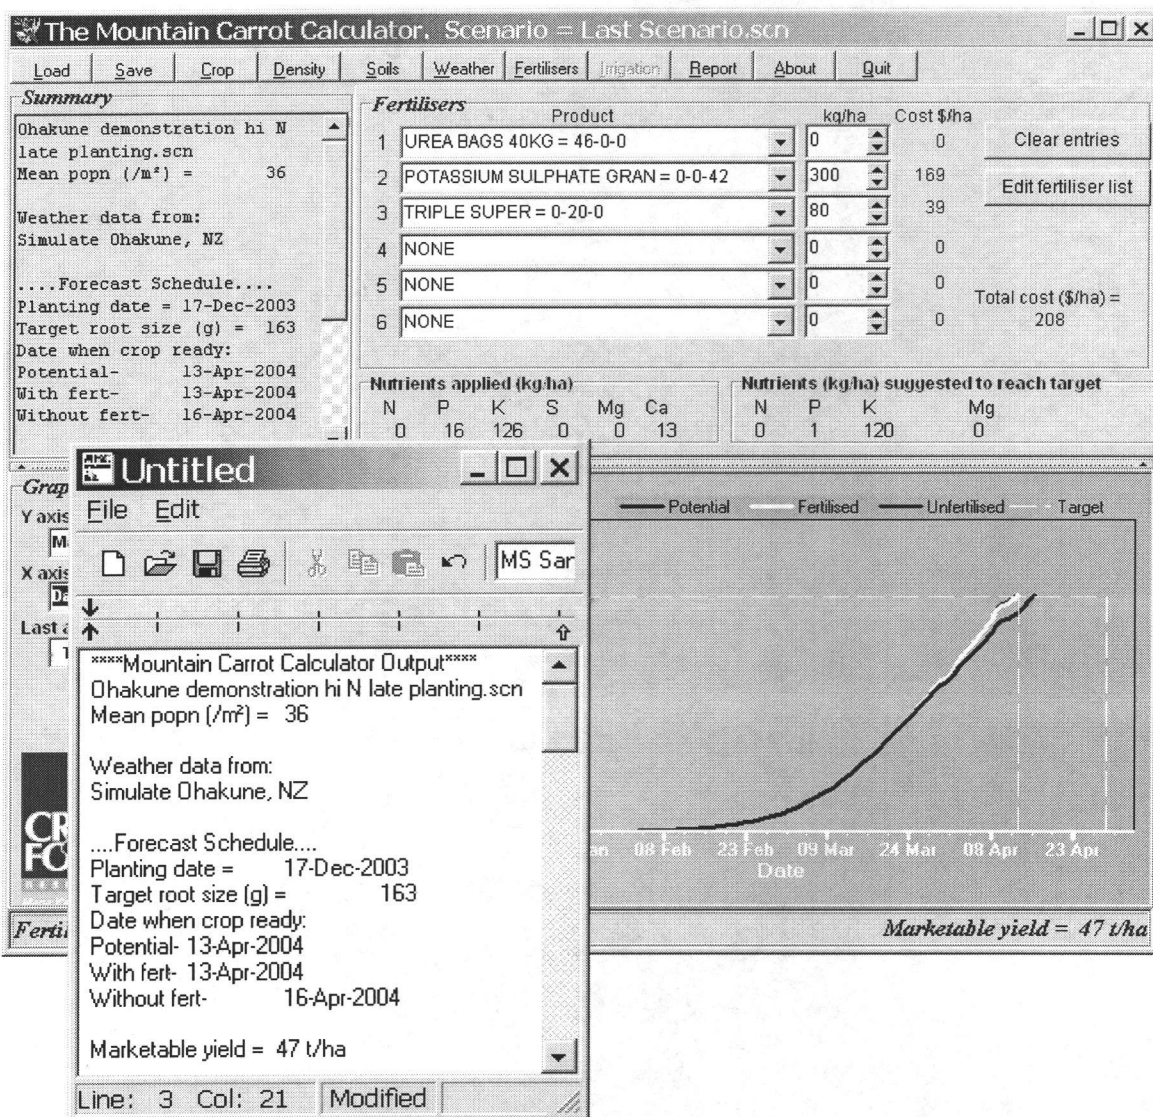 The Mountain Carrot Calculator. Scenario = Last Scenario.scn
Load Save Crop Density Soils Weather Fertilisers Irrigation Report About Quit
Summary
Ohakune demonstration hi N
late planting.scn
Mean popn (/m²) = 36
Weather data from:
Simulate Ohakune, NZ
....Forecast Schedule....
Planting date = 17-Dec-2003
Target root size (g) = 163
Date when crop ready:
Potential- 13-Apr-2004
With fert- 13-Apr-2004
Without fert- 16-Apr-2004
Fertilisers
Product kg/ha Cost $/ha
1 UREA BAGS 40KG = 46-0-0 0 0
2 POTASSIUM SULPHATE GRAN = 0-0-42 300 169
3 TRIPLE SUPER = 0-20-0 80 39
4 NONE 0 0
5 NONE 0 0
6 NONE 0 0
Clear entries
Edit fertiliser list
Total cost ($/ha) =
208
Nutrients applied (kg/ha)
N P K S Mg Ca
0 16 126 0 0 13
Nutrients (kg/ha) suggested to reach target
N P K Mg
0 1 120 0
Grap
Y axis
M
X axis
Da
Last a
T
CR
FO
Untitled
File Edit
MS Sar
****Mountain Carrot Calculator Output****
Ohakune demonstration hi N late planting.scn
Mean popn (/m²) = 36
Weather data from:
Simulate Ohakune, NZ
....Forecast Schedule....
Planting date = 17-Dec-2003
Target root size (g) = 163
Date when crop ready:
Potential- 13-Apr-2004
With fert- 13-Apr-2004
Without fert- 16-Apr-2004
Marketable yield = 47 t/ha
Line: 3 Col: 21 Modified
Potential Fertilised Unfertilised Target
an 08 Feb 23 Feb 09 Mar 24 Mar 08 Apr 23 Apr
Date
Fertil
Marketable yield = 47 t/ha